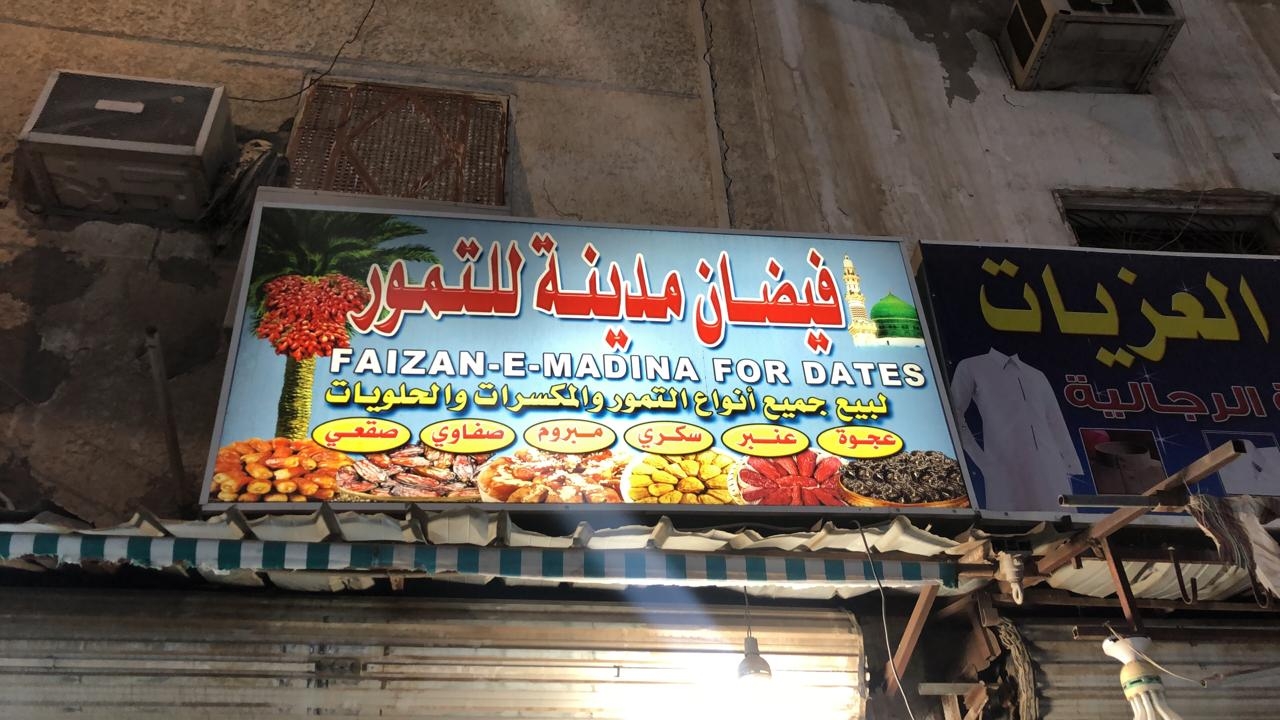 فيضان مدينة للتمور
FAIZAN-E-MADINA FOR DATES
لبيع جميع أنواع التمور والمكسرات والحلويات
عجوة عنبر سكري مبروم صفاوي صقعي
العزيات
الرجالية